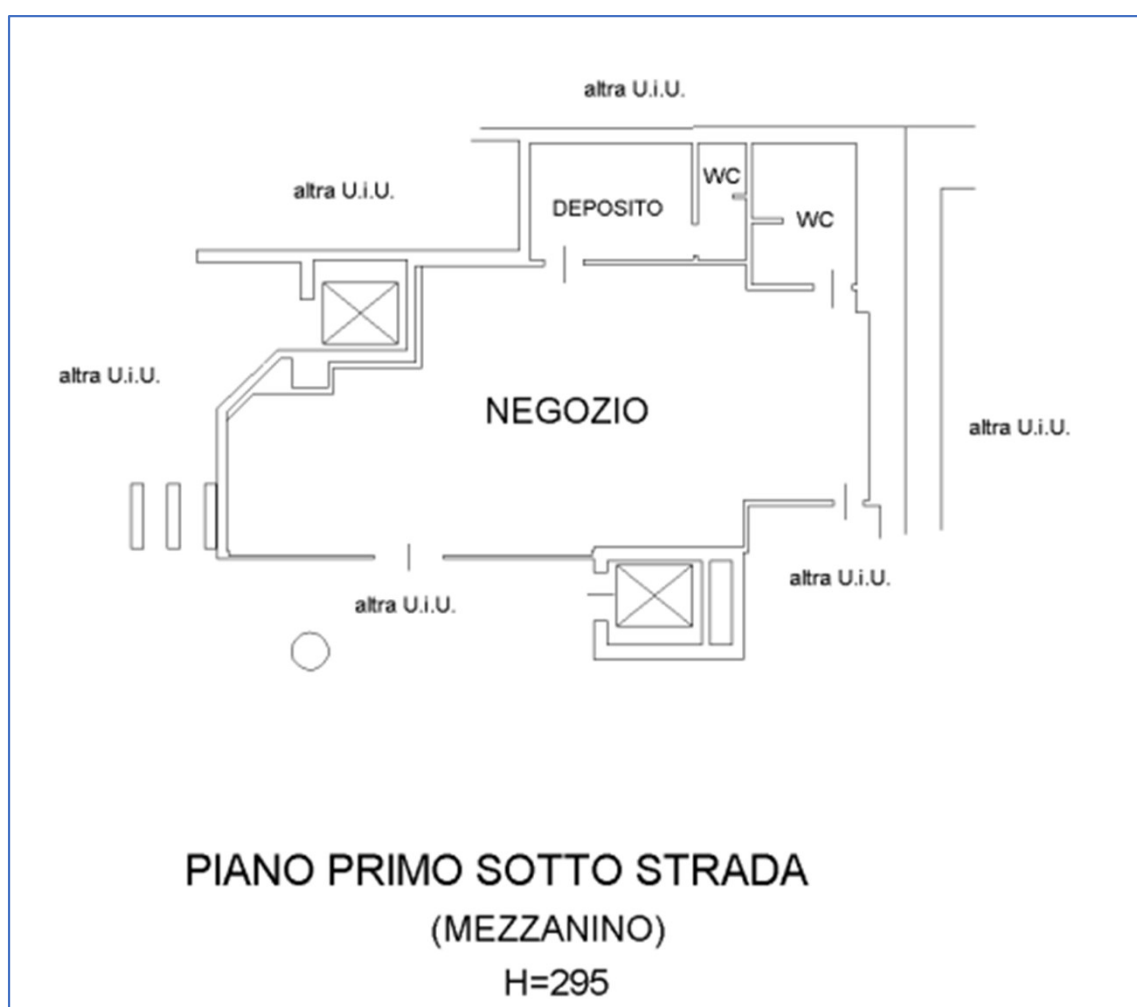 altra U.i.U.
altra U.i.U.
WC
DEPOSITO
WC
altra U.i.U.
NEGOZIO
altra U.i.U.
altra U.i.U.
altra U.i.U.
PIANO PRIMO SOTTO STRADA
(MEZZANINO)
H=295